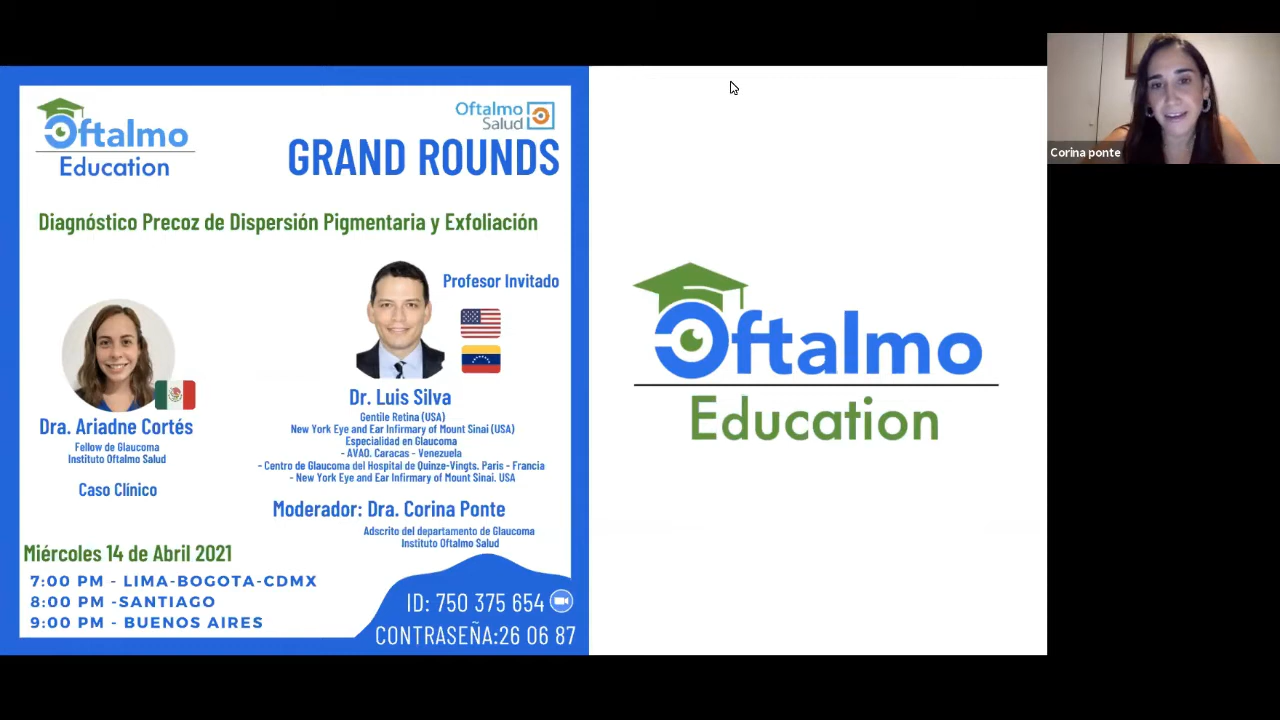 Oftalmo
Education
Oftalmo
Salud
GRAND ROUNDS
Diagnóstico Precoz de Dispersión Pigmentaria y Exfoliación
Profesor Invitado
Dra. Ariadne Cortés
Fellow de Glaucoma
Instituto Oftalmo Salud
Caso Clínico
Dr. Luis Silva
Gentile Retina (USA)
New York Eye and Ear Infirmary of Mount Sinai (USA)
Especialidad en Glaucoma
- AVAO. Caracas - Venezuela
- Centro de Glaucoma del Hospital de Quinze-Vingts. Paris - Francia
- New York Eye and Ear Infirmary of Mount Sinai. USA
Moderador: Dra. Corina Ponte
Adscrito del departamento de Glaucoma
Instituto Oftalmo Salud
Miércoles 14 de Abril 2021
7:00 PM - LIMA-BOGOTA-CDMX
8:00 PM -SANTIAGO
9:00 PM - BUENOS AIRES
ID: 750 375 654
CONTRASEÑA:26 06 87
Oftalmo
Education
Corina ponte